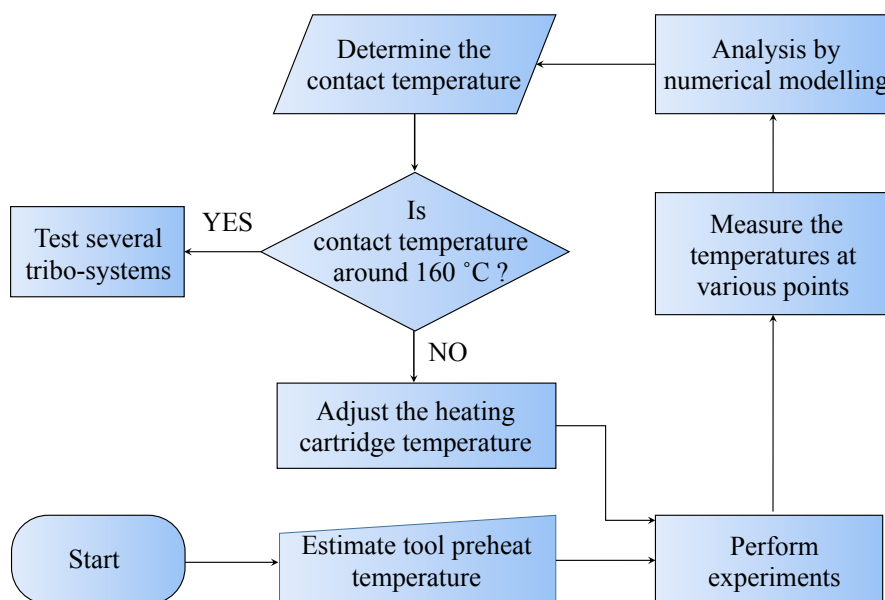 Determine the
contact temperature
Analysis by
numerical modelling
YES
Is
contact temperature
around 160 ˚C ?
Test several
tribo-systems
Measure the
temperatures at
various points
NO
Adjust the heating
cartridge temperature
Start
Estimate tool preheat
temperature
Perform
experiments